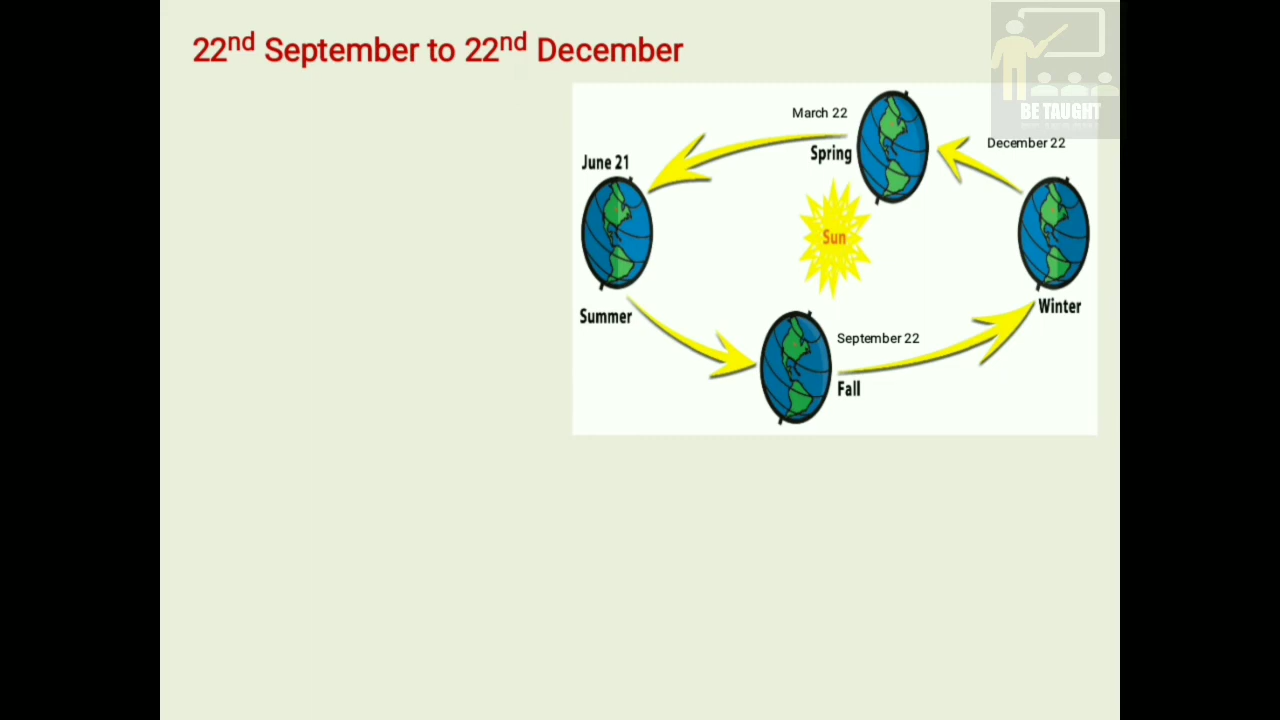 22nd September to 22nd December
BE TAUGHT
March 22
December 22
Spring
June 21
Sun
Summer
Winter
September 22
Fall